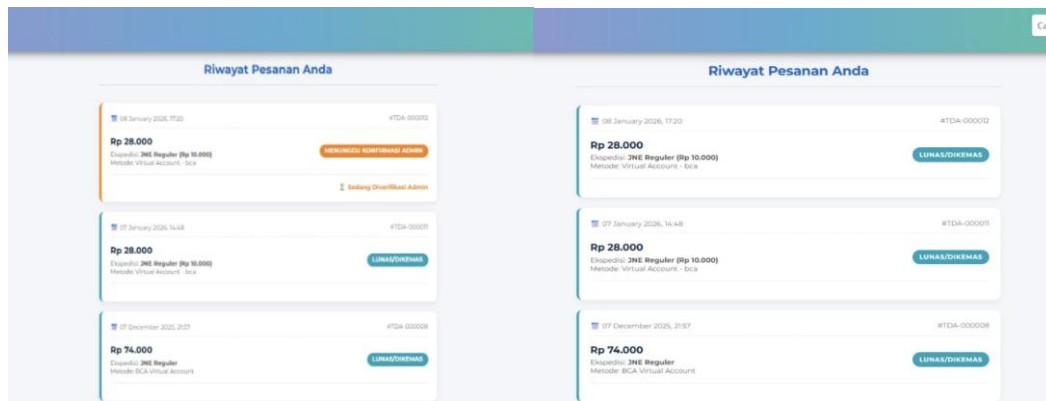 Riwayat Pesanan Anda
08 January 2026, 17:20 #TDA-000012
Rp 28.000
Ekspedisi: JNE Reguler (Rp 10.000)
Metode: Virtual Account - bca
MENUNGGU KONFIRMASI ADMIN
Sedang Diverifikasi Admin
07 January 2026, 14:48 #TDA-000011
Rp 28.000
Ekspedisi: JNE Reguler (Rp 10.000)
Metode: Virtual Account - bca
LUNAS/DIKEMAS
07 December 2025, 21:57 #TDA-000008
Rp 74.000
Ekspedisi: JNE Reguler
Metode: BCA Virtual Account
LUNAS/DIKEMAS
Riwayat Pesanan Anda
08 January 2026, 17:20 #TDA-000012
Rp 28.000
Ekspedisi: JNE Reguler (Rp 10.000)
Metode: Virtual Account - bca
LUNAS/DIKEMAS
07 January 2026, 14:48 #TDA-000011
Rp 28.000
Ekspedisi: JNE Reguler (Rp 10.000)
Metode: Virtual Account - bca
LUNAS/DIKEMAS
07 December 2025, 21:57 #TDA-000008
Rp 74.000
Ekspedisi: JNE Reguler
Metode: BCA Virtual Account
LUNAS/DIKEMAS